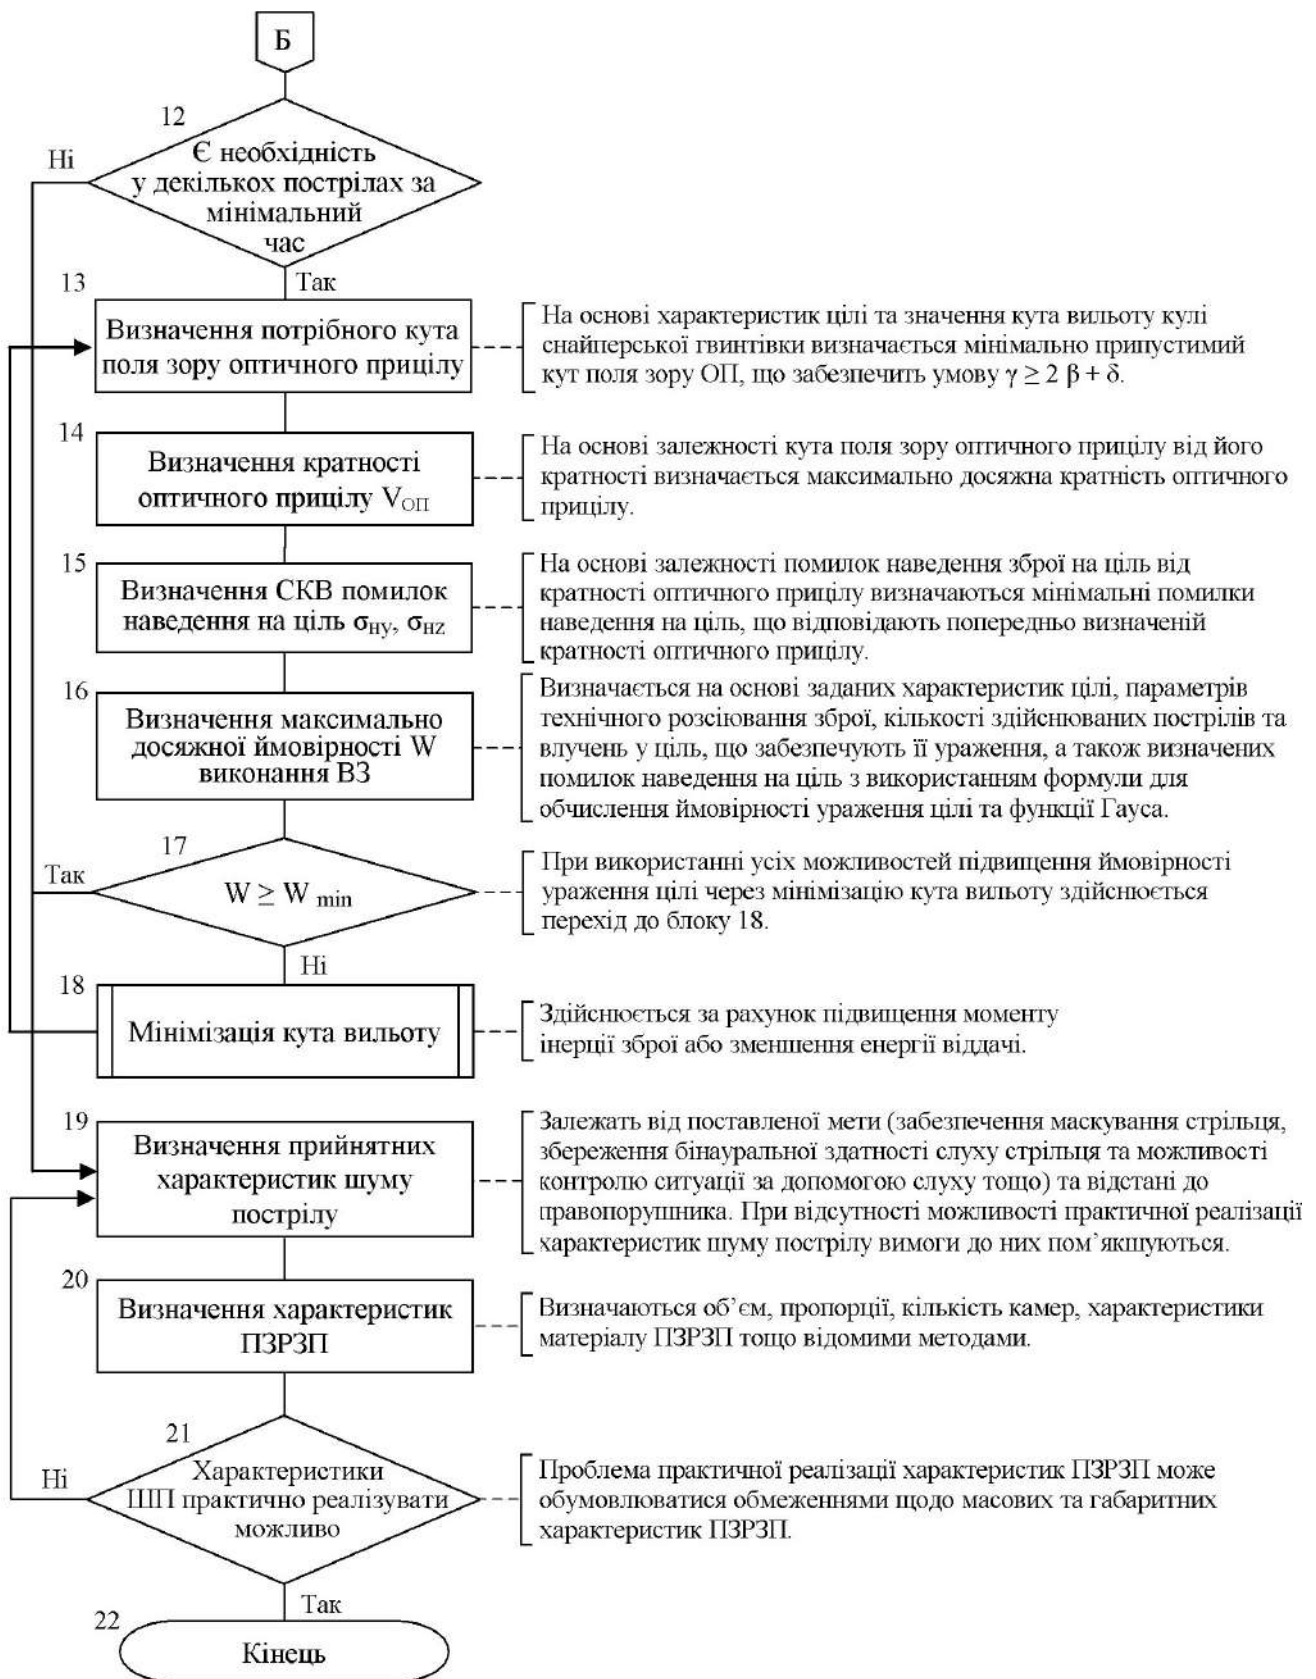 Б
12
Ні
Є необхідність
у декількох пострілах за
мінімальний
час
Так
13
Визначення потрібного кута
поля зору оптичного прицілу
На основі характеристик цілі та значення кута вильоту кулі
снайперської гвинтівки визначається мінімально припустимий
кут поля зору ОП, що забезпечить умову γ ≥ 2 β + δ.
14
Визначення кратності
оптичного прицілу VОП
На основі залежності кута поля зору оптичного прицілу від його
кратності визначається максимально досяжна кратність оптичного
прицілу.
15
Визначення СКВ помилок
наведення на ціль σну, σнz
На основі залежності помилок наведення зброї на ціль від
кратності оптичного прицілу визначаються мінімальні помилки
наведення на ціль, що відповідають попередньо визначеній
кратності оптичного прицілу.
16
Визначення максимально
досяжної ймовірності W
виконання ВЗ
Визначається на основі заданих характеристик цілі, параметрів
технічного розсіювання зброї, кількості здійснюваних пострілів та
влучень у ціль, що забезпечують її ураження, а також визначених
помилок наведення на ціль з використанням формули для
обчислення ймовірності ураження цілі та функції Гауса.
17
Так
W ≥ W min
При використанні усіх можливостей підвищення ймовірності
ураження цілі через мінімізацію кута вильоту здійснюється
перехід до блоку 18.
Ні
18
Мінімізація кута вильоту
Здійснюється за рахунок підвищення моменту
інерції зброї або зменшення енергії віддачі.
19
Визначення прийнятних
характеристик шуму
пострілу
Залежать від поставленої мети (забезпечення маскування стрільця,
збереження бінауральної здатності слуху стрільця та можливості
контролю ситуації за допомогою слуху тощо) та відстані до
правопорушника. При відсутності можливості практичної реалізації
характеристик шуму пострілу вимоги до них пом’якшуються.
20
Визначення характеристик
ПЗРЗП
Визначаються об’єм, пропорції, кількість камер, характеристики
матеріалу ПЗРЗП тощо відомими методами.
21
Ні
Характеристики
ШП практично реалізувати
можливо
Проблема практичної реалізації характеристик ПЗРЗП може
обумовлюватися обмеженнями щодо масових та габаритних
характеристик ПЗРЗП.
Так
22
Кінець